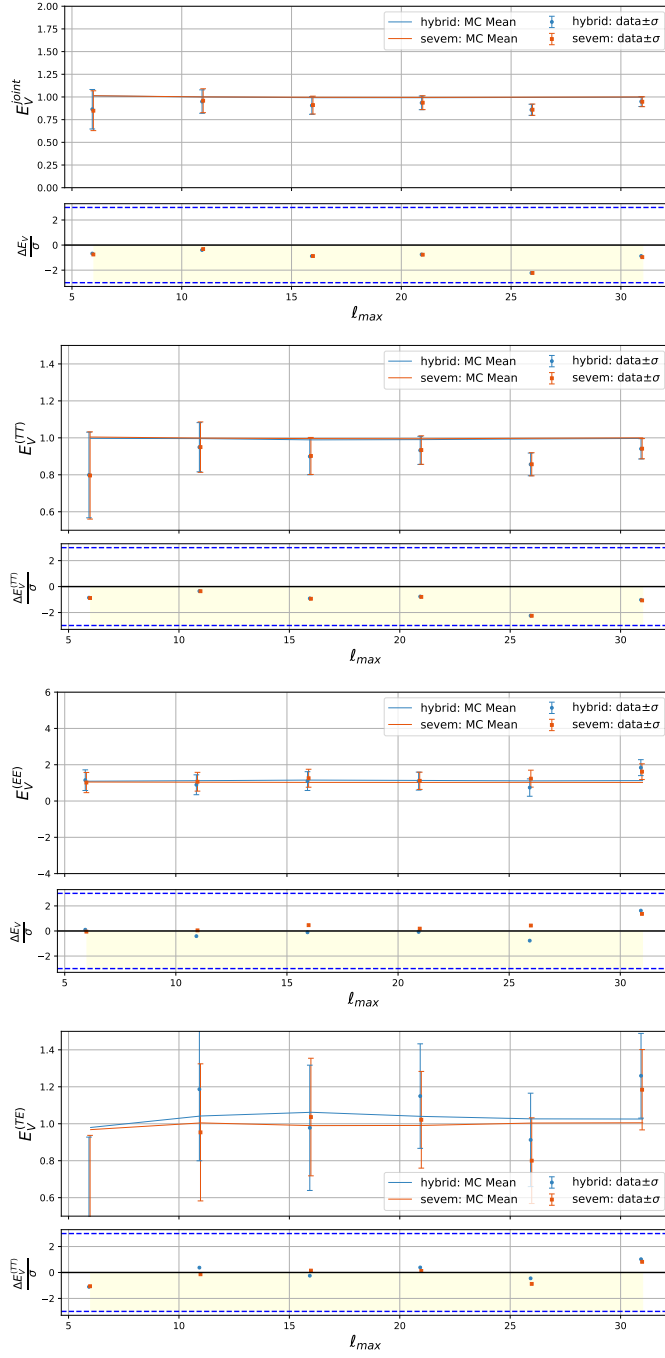 2.00
1.75
1.50
1.25
1.00
0.75
0.50
0.25
0.00
E_V^{joint}
hybrid: MC Mean
sevem: MC Mean
hybrid: data±σ
sevem: data±σ
2
0
−2
ΔE_V/σ
5 10 15 20 25 30
ℓ_max
1.4
1.2
1.0
0.8
0.6
E_V^{(TT)}
hybrid: MC Mean
sevem: MC Mean
hybrid: data±σ
sevem: data±σ
2
0
−2
ΔE_V^{(TT)}/σ
5 10 15 20 25 30
ℓ_max
6
4
2
0
−2
−4
E_V^{(EE)}
hybrid: MC Mean
sevem: MC Mean
hybrid: data±σ
sevem: data±σ
2
0
−2
ΔE_V/σ
5 10 15 20 25 30
ℓ_max
1.4
1.2
1.0
0.8
0.6
E_V^{(TE)}
hybrid: MC Mean
sevem: MC Mean
hybrid: data±σ
sevem: data±σ
2
0
−2
ΔE_V^{(TT)}/σ
5 10 15 20 25 30
ℓ_max